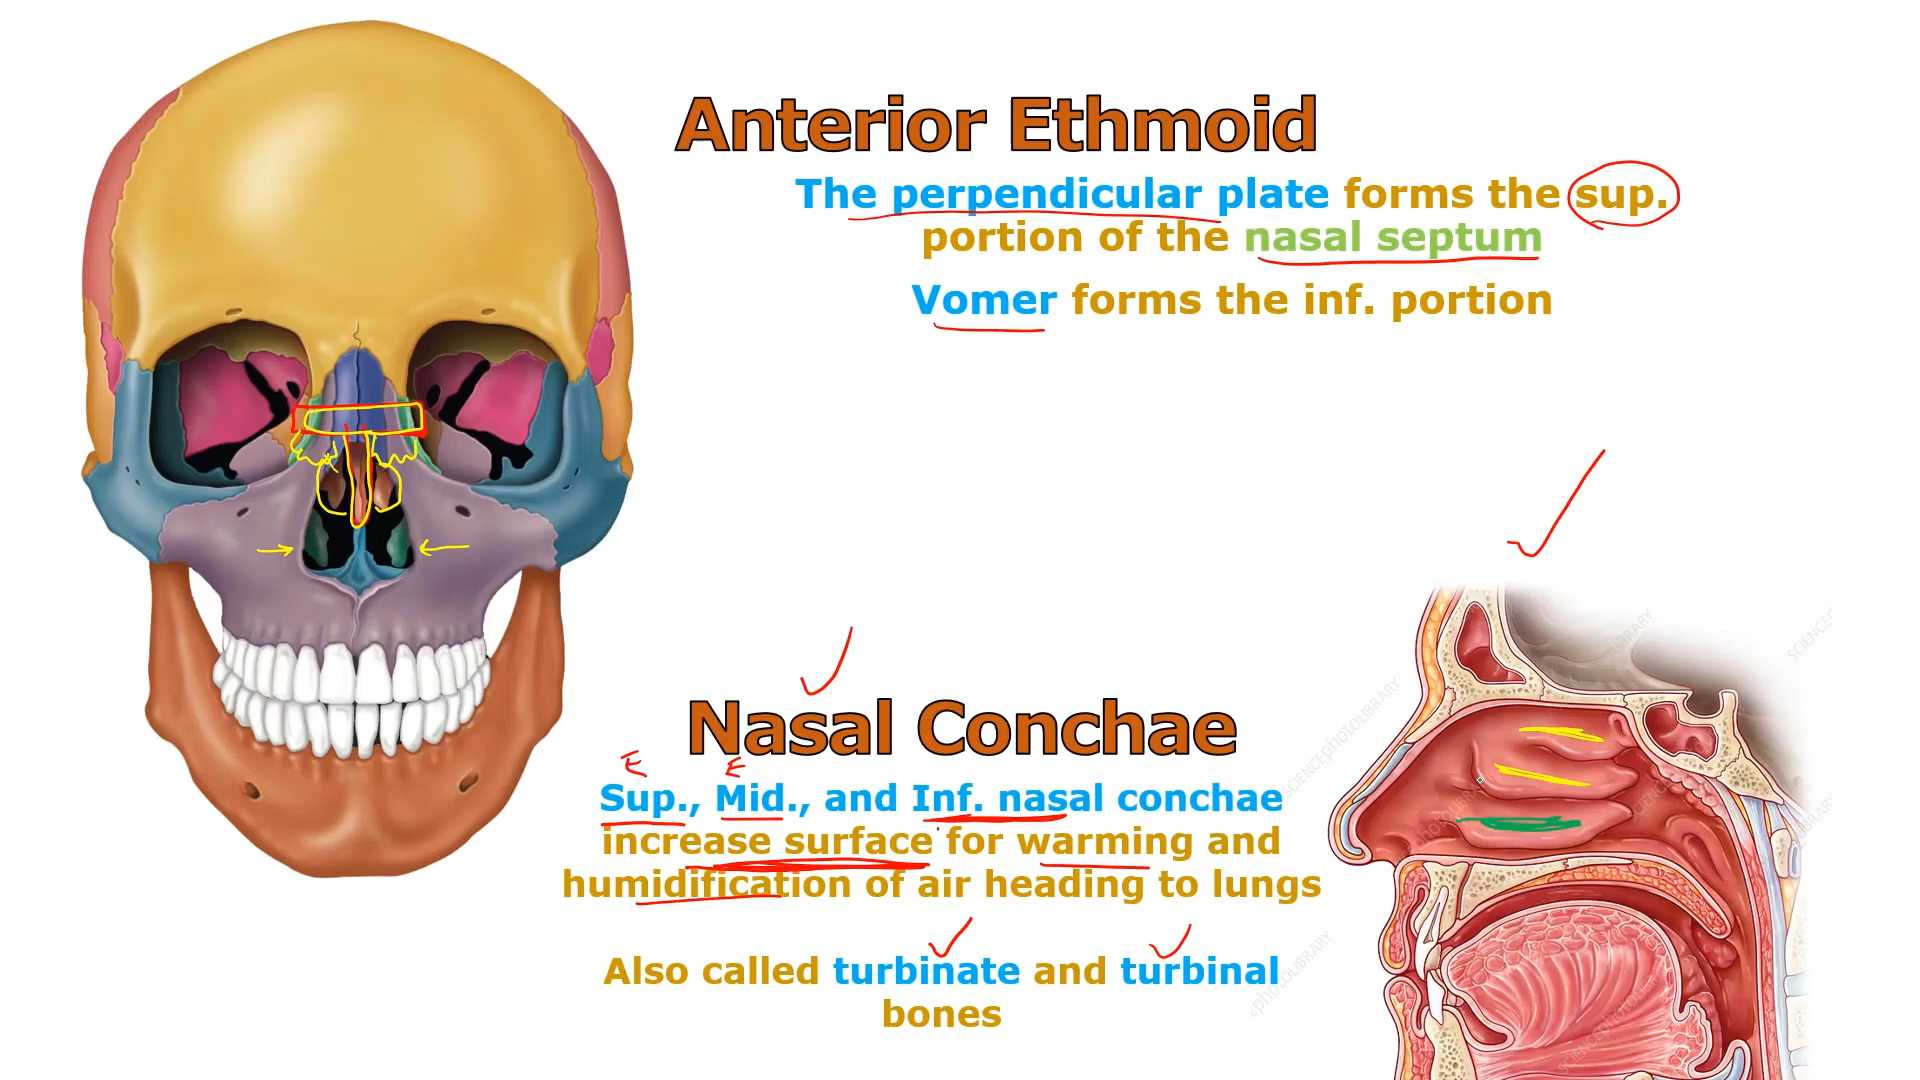 Anterior Ethmoid
The perpendicular plate forms the sup.
portion of the nasal septum
Vomer forms the inf. portion
Nasal Conchae
E E
Sup., Mid., and Inf. nasal conchae
increase surface for warming and
humidification of air heading to lungs
Also called turbinate and turbinal
bones
SCIENCEphotOLIBRARY